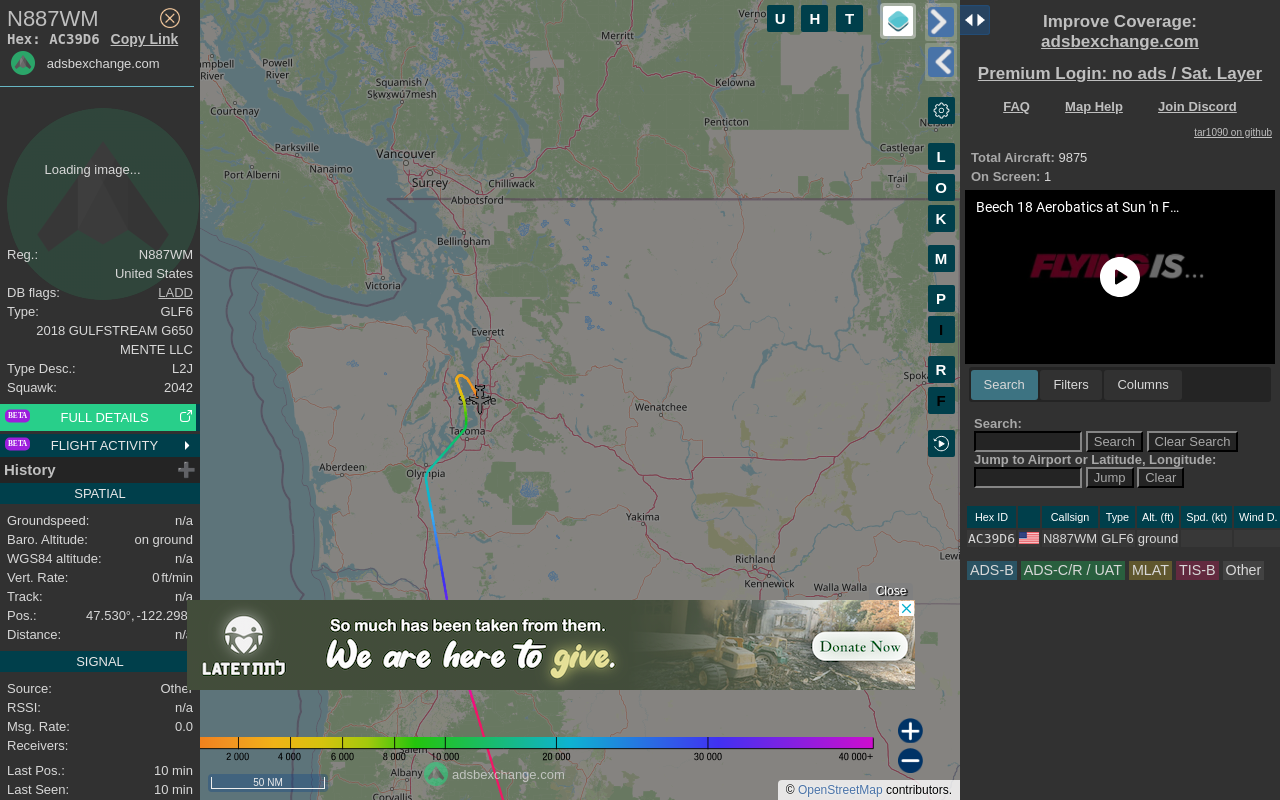 N887WM
Hex: AC39D6 Copy Link
adsbexchange.com
Loading image...
Reg.: N887WM
United States
DB flags: LADD
Type: GLF6
2018 GULFSTREAM G650
MENTE LLC
Type Desc.: L2J
Squawk: 2042
BETA FULL DETAILS
BETA FLIGHT ACTIVITY
History
SPATIAL
Groundspeed: n/a
Baro. Altitude: on ground
WGS84 altitude: n/a
Vert. Rate: 0 ft/min
Track: n/a
Pos.: 47.530°, -122.298
Distance: n/a
SIGNAL
Source: Other
RSSI: n/a
Msg. Rate: 0.0
Receivers:
Last Pos.: 10 min
Last Seen: 10 min
U H T
Verno
Merritt
Powell
River
mpbell
River
Squamish /
Sḵwx̱wú7mesh
Kelowna
Courtenay
Penticton
Nelson
Parksville
Vancouver
Castlegar
Nanaimo
Port Alberni
Surrey
Chilliwack
Trail
Abbotsford
Bellingham
Victoria
Everett
Seattle
Spok
Wenatchee
Tacoma
Aberdeen
Olympia
Yakima
Richland
Kennewick
Walla Walla
Lewi
Salem
Albany
Corvallis
L
O
K
M
P
I
R
F
Close
LATET לתת
So much has been taken from them.
We are here to give.
Donate Now
2 000 4 000 6 000 8 000 10 000 20 000 30 000 40 000+
50 NM
adsbexchange.com
© OpenStreetMap contributors.
Improve Coverage:
adsbexchange.com
Premium Login: no ads / Sat. Layer
FAQ Map Help Join Discord
tar1090 on github
Total Aircraft: 9875
On Screen: 1
Beech 18 Aerobatics at Sun 'n F...
FLYING IS...
Search Filters Columns
Search:
Search Clear Search
Jump to Airport or Latitude, Longitude:
Jump Clear
Hex ID Callsign Type Alt. (ft) Spd. (kt) Wind D.
AC39D6 N887WM GLF6 ground
ADS-B ADS-C/R / UAT MLAT TIS-B Other